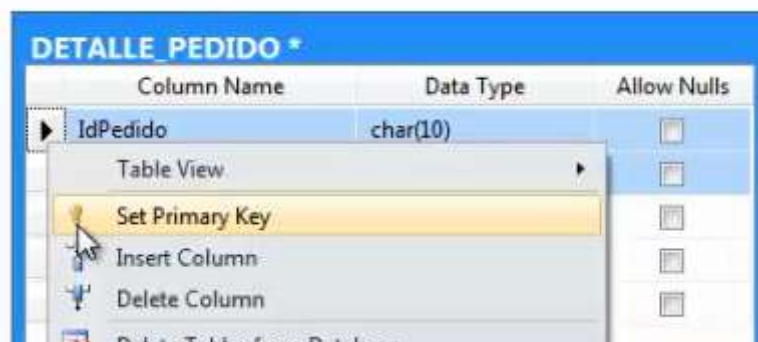 DETALLE_PEDIDO *
Column Name Data Type Allow Nulls
IdPedido char(10)
Table View
Set Primary Key
Insert Column
Delete Column